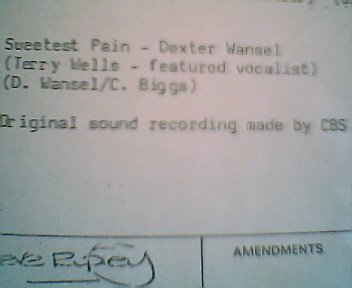 Sweetest Pain - Dexter Wansel
(Terry Wells - featured vocalist)
(D. Wansel/C. Biggs)
Original sound recording made by CBS
AMENDMENTS